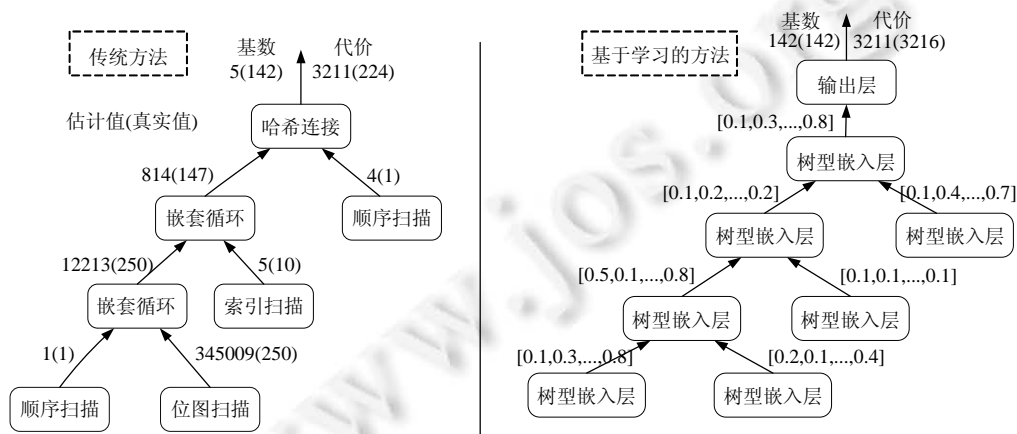 传统方法
基数
5(142)
代价
3211(224)
估计值(真实值)
哈希连接
814(147)
4(1)
嵌套循环
顺序扫描
12213(250)
5(10)
嵌套循环
索引扫描
1(1)
345009(250)
顺序扫描
位图扫描
基于学习的方法
基数
142(142)
代价
3211(3216)
输出层
[0.1,0.3,...,0.8]
树型嵌入层
[0.1,0.2,...,0.2]
[0.1,0.4,...,0.7]
树型嵌入层
树型嵌入层
[0.5,0.1,...,0.8]
[0.1,0.1,...,0.1]
树型嵌入层
树型嵌入层
[0.1,0.3,...,0.8]
[0.2,0.1,...,0.4]
树型嵌入层
树型嵌入层
www.jos.or